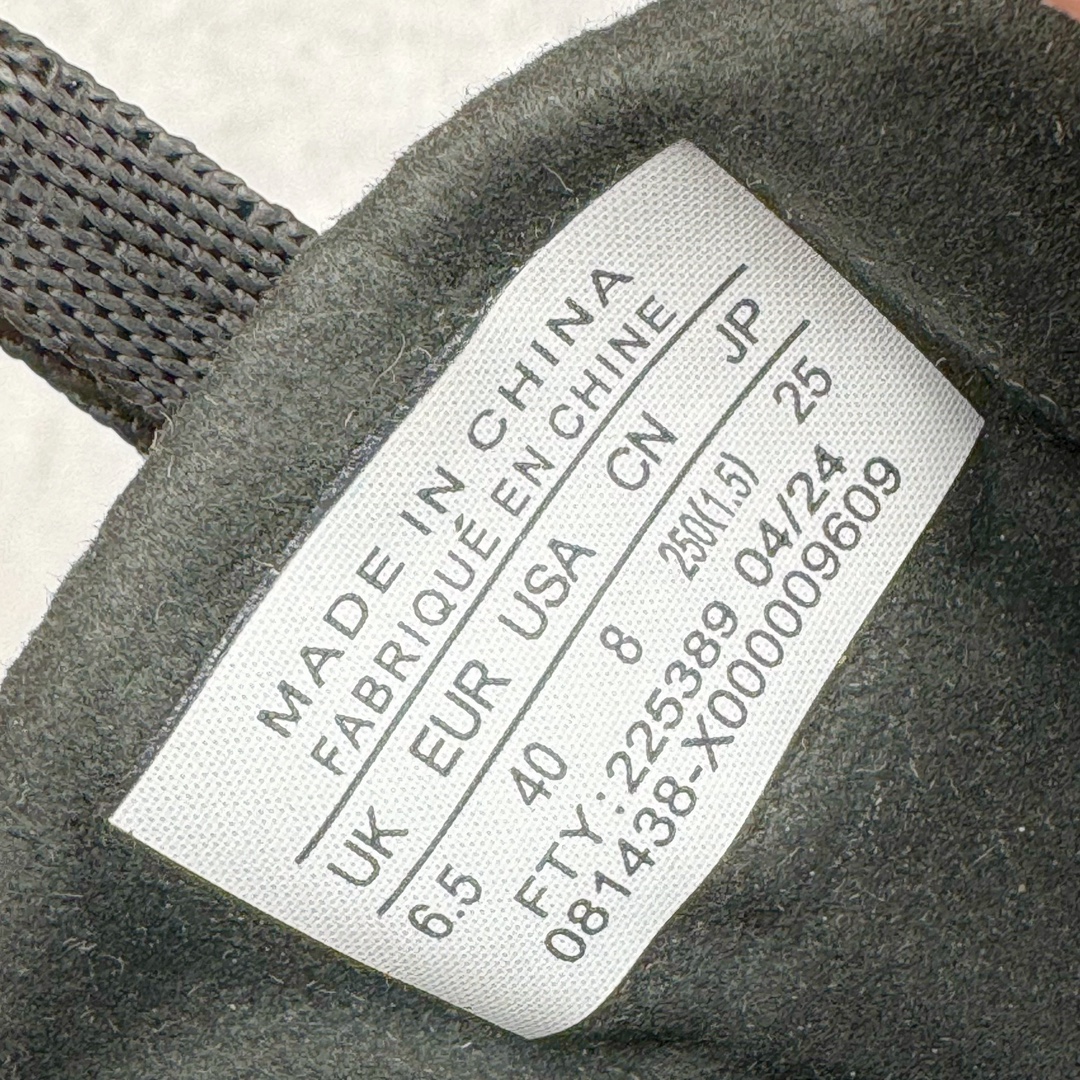 MADE IN CHINA
FABRIQUÉ EN CHINE
UK EUR USA CN JP
6.5 40 8 250(1.5) 25
FTY:225389 04/24
081438-X000009609